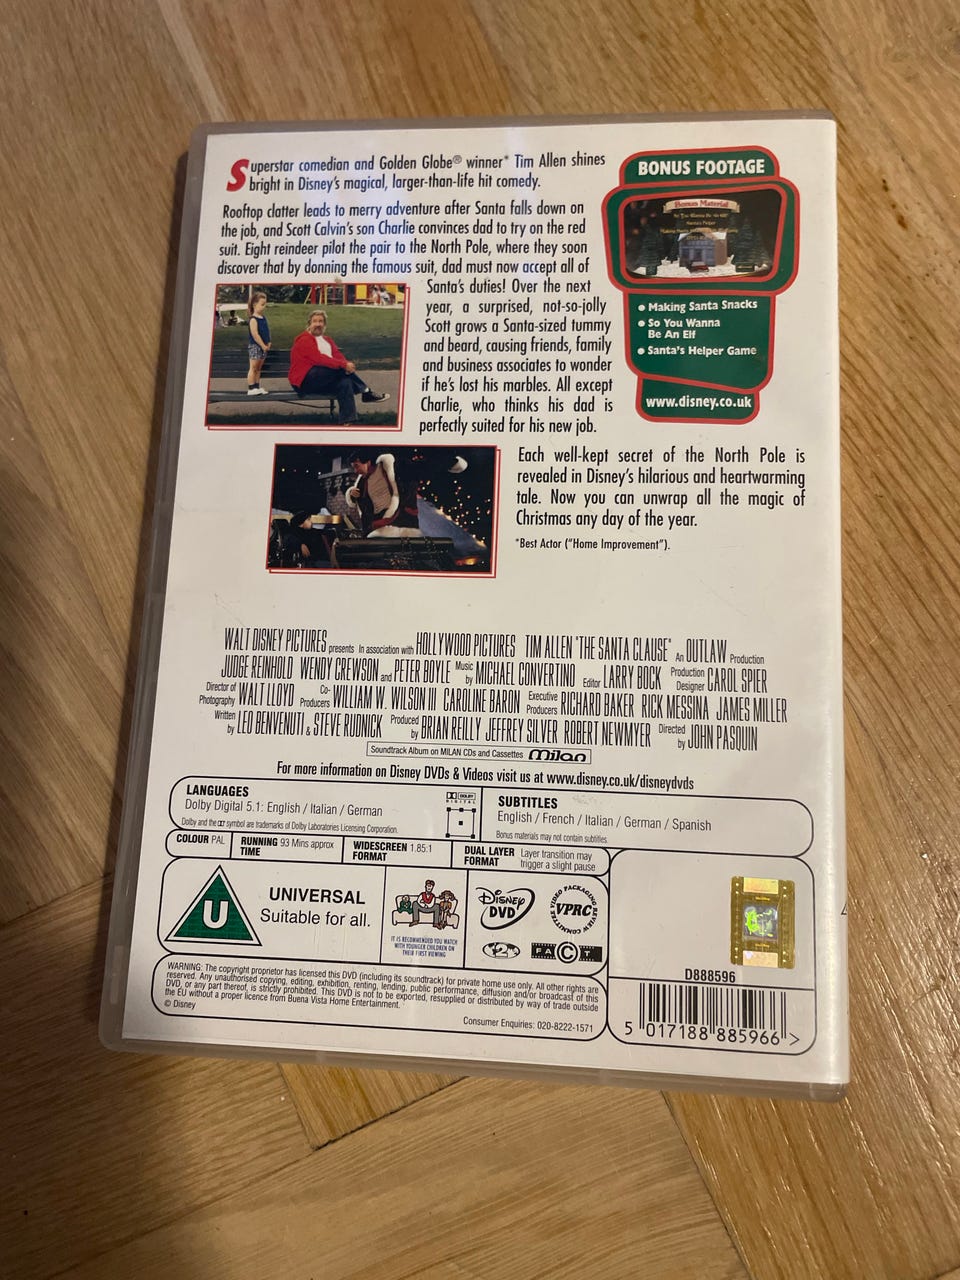 Superstar comedian and Golden Globe® winner* Tim Allen shines
bright in Disney's magical, larger-than-life hit comedy.
Rooftop clatter leads to merry adventure after Santa falls down on
the job, and Scott Calvin's son Charlie convinces dad to try on the red
suit. Eight reindeer pilot the pair to the North Pole, where they soon
discover that by donning the famous suit, dad must now accept all of
Santa's duties! Over the next
year, a surprised, not-so-jolly
Scott grows a Santa-sized tummy
and beard, causing friends, family
and business associates to wonder
if he's lost his marbles. All except
Charlie, who thinks his dad is
perfectly suited for his new job.
BONUS FOOTAGE
Bonus Material
• Making Santa Snacks
• So You Wanna
Be An Elf
• Santa's Helper Game
www.disney.co.uk
Each well-kept secret of the North Pole is
revealed in Disney's hilarious and heartwarming
tale. Now you can unwrap all the magic of
Christmas any day of the year.
*Best Actor ("Home Improvement").
WALT DISNEY PICTURES presents In association with HOLLYWOOD PICTURES TIM ALLEN "THE SANTA CLAUSE" An OUTLAW Production
JUDGE REINHOLD WENDY CREWSON and PETER BOYLE Music by MICHAEL CONVERTINO Editor LARRY BOCK Production Designer CAROL SPIER
Director of Photography WALT LLOYD Co-Producers WILLIAM W. WILSON III CAROLINE BARON Executive Producers RICHARD BAKER RICK MESSINA JAMES MILLER
Written by LEO BENVENUTI & STEVE RUDNICK Produced by BRIAN REILLY JEFFREY SILVER ROBERT NEWMYER Directed by JOHN PASQUIN
Soundtrack Album on MILAN CDs and Cassettes milan
For more information on Disney DVDs & Videos visit us at www.disney.co.uk/disneydvds
LANGUAGES
Dolby Digital 5.1: English / Italian / German
Dolby and the symbol are trademarks of Dolby Laboratories Licensing Corporation.
DOLBY
DIGITAL
SUBTITLES
English / French / Italian / German / Spanish
Bonus materials may not contain subtitles.
COLOUR PAL
RUNNING TIME 93 Mins approx
WIDESCREEN FORMAT 1.85:1
DUAL LAYER FORMAT Layer transition may
trigger a slight pause
U
UNIVERSAL
Suitable for all.
IT IS RECOMMENDED YOU WATCH
WITH YOUNGER CHILDREN ON
THEIR FIRST VIEWING
DISNEY
DVD
VIDEO PACKAGING REVIEW COMMITTEE
VPRC
2
FACT
WARNING: The copyright proprietor has licensed this DVD (including its soundtrack) for private home use only. All other rights are
reserved. Any unauthorised copying, editing, exhibition, renting, lending, public performance, diffusion and/or broadcast of this
DVD, or any part thereof, is strictly prohibited. This DVD is not to be exported, resupplied or distributed by way of trade outside
the EU without a proper licence from Buena Vista Home Entertainment.
© Disney
Consumer Enquiries: 020-8222-1571
D888596
5 017188 885966 >